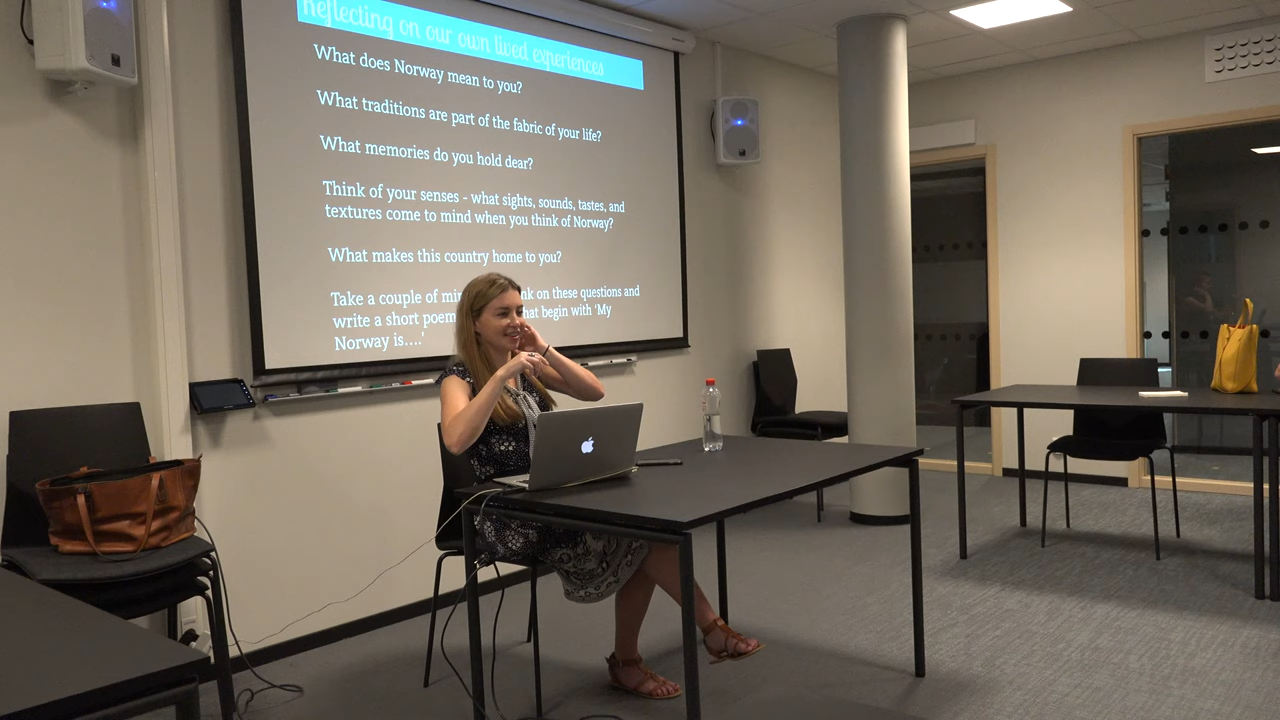 Reflecting on our own lived experiences
What does Norway mean to you?
What traditions are part of the fabric of your life?
What memories do you hold dear?
Think of your senses - what sights, sounds, tastes, and
textures come to mind when you think of Norway?
What makes this country home to you?
Take a couple of on these questions and
write a short poem begin with ‘My
Norway is....’